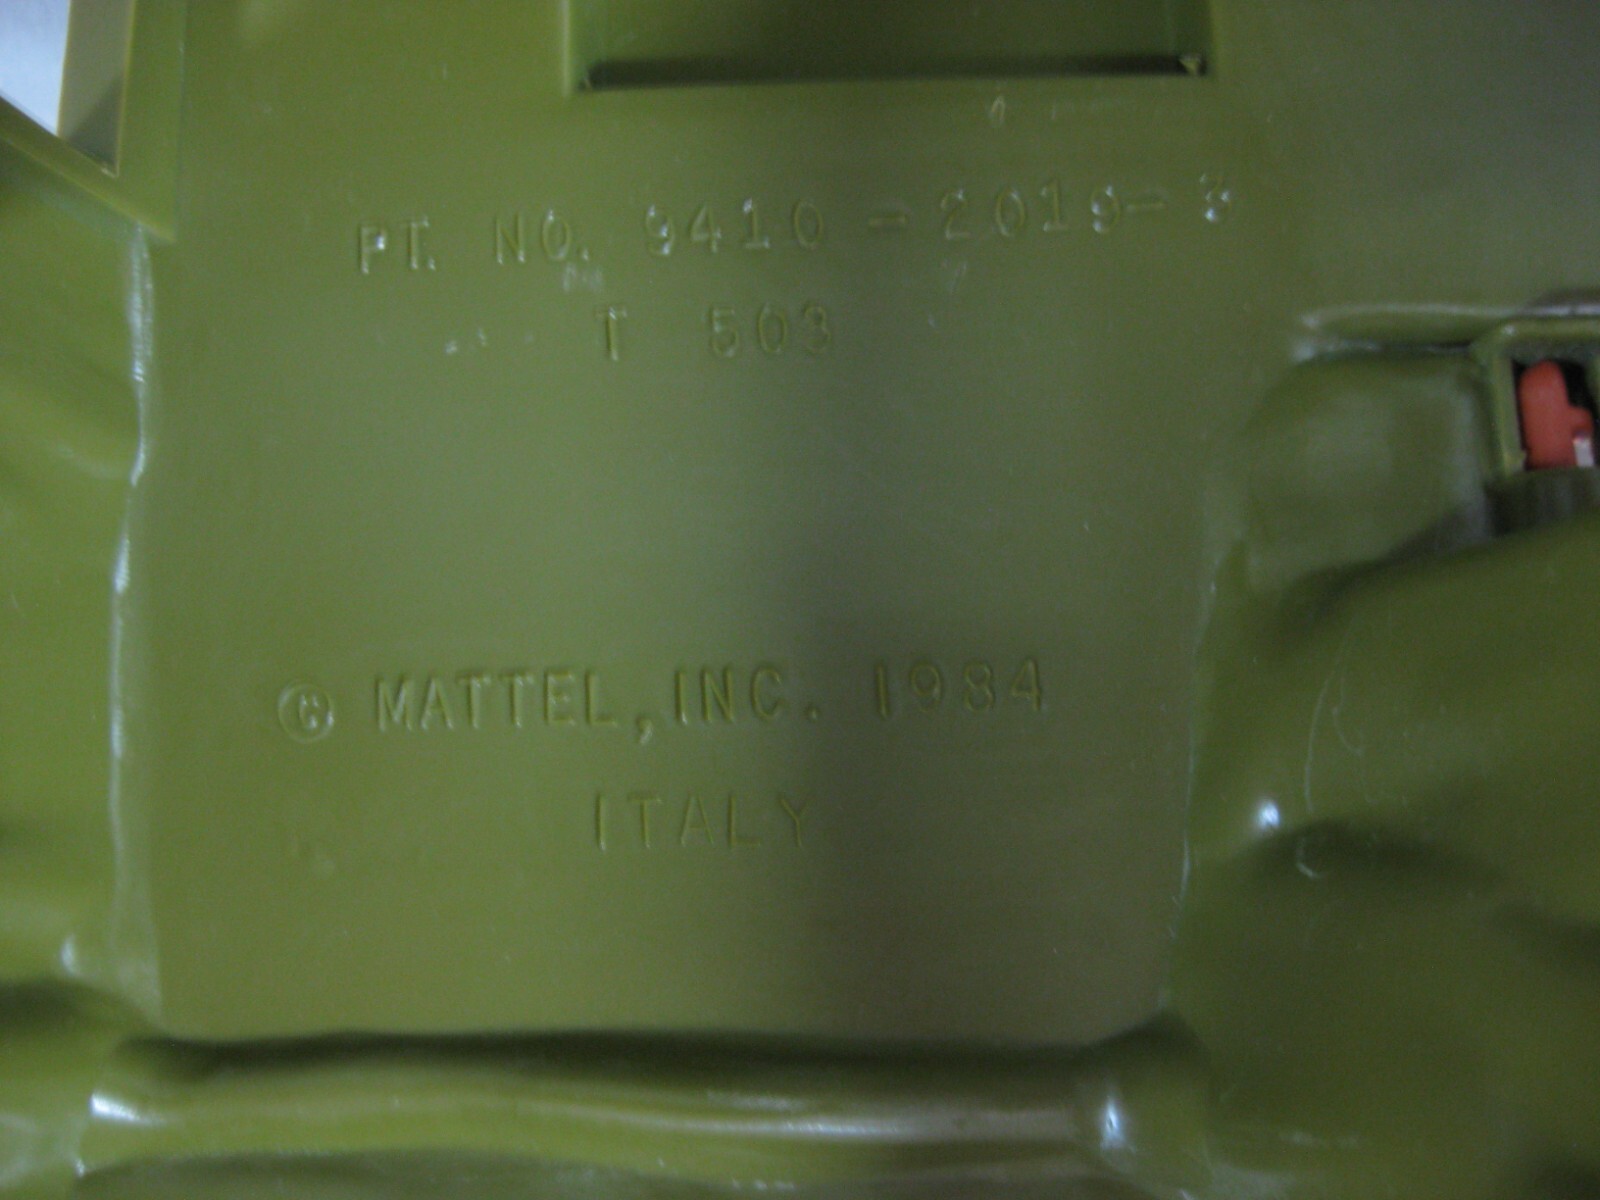 PT. NO. 9410-2019-3
T 503
© MATTEL, INC. 1984
ITALY